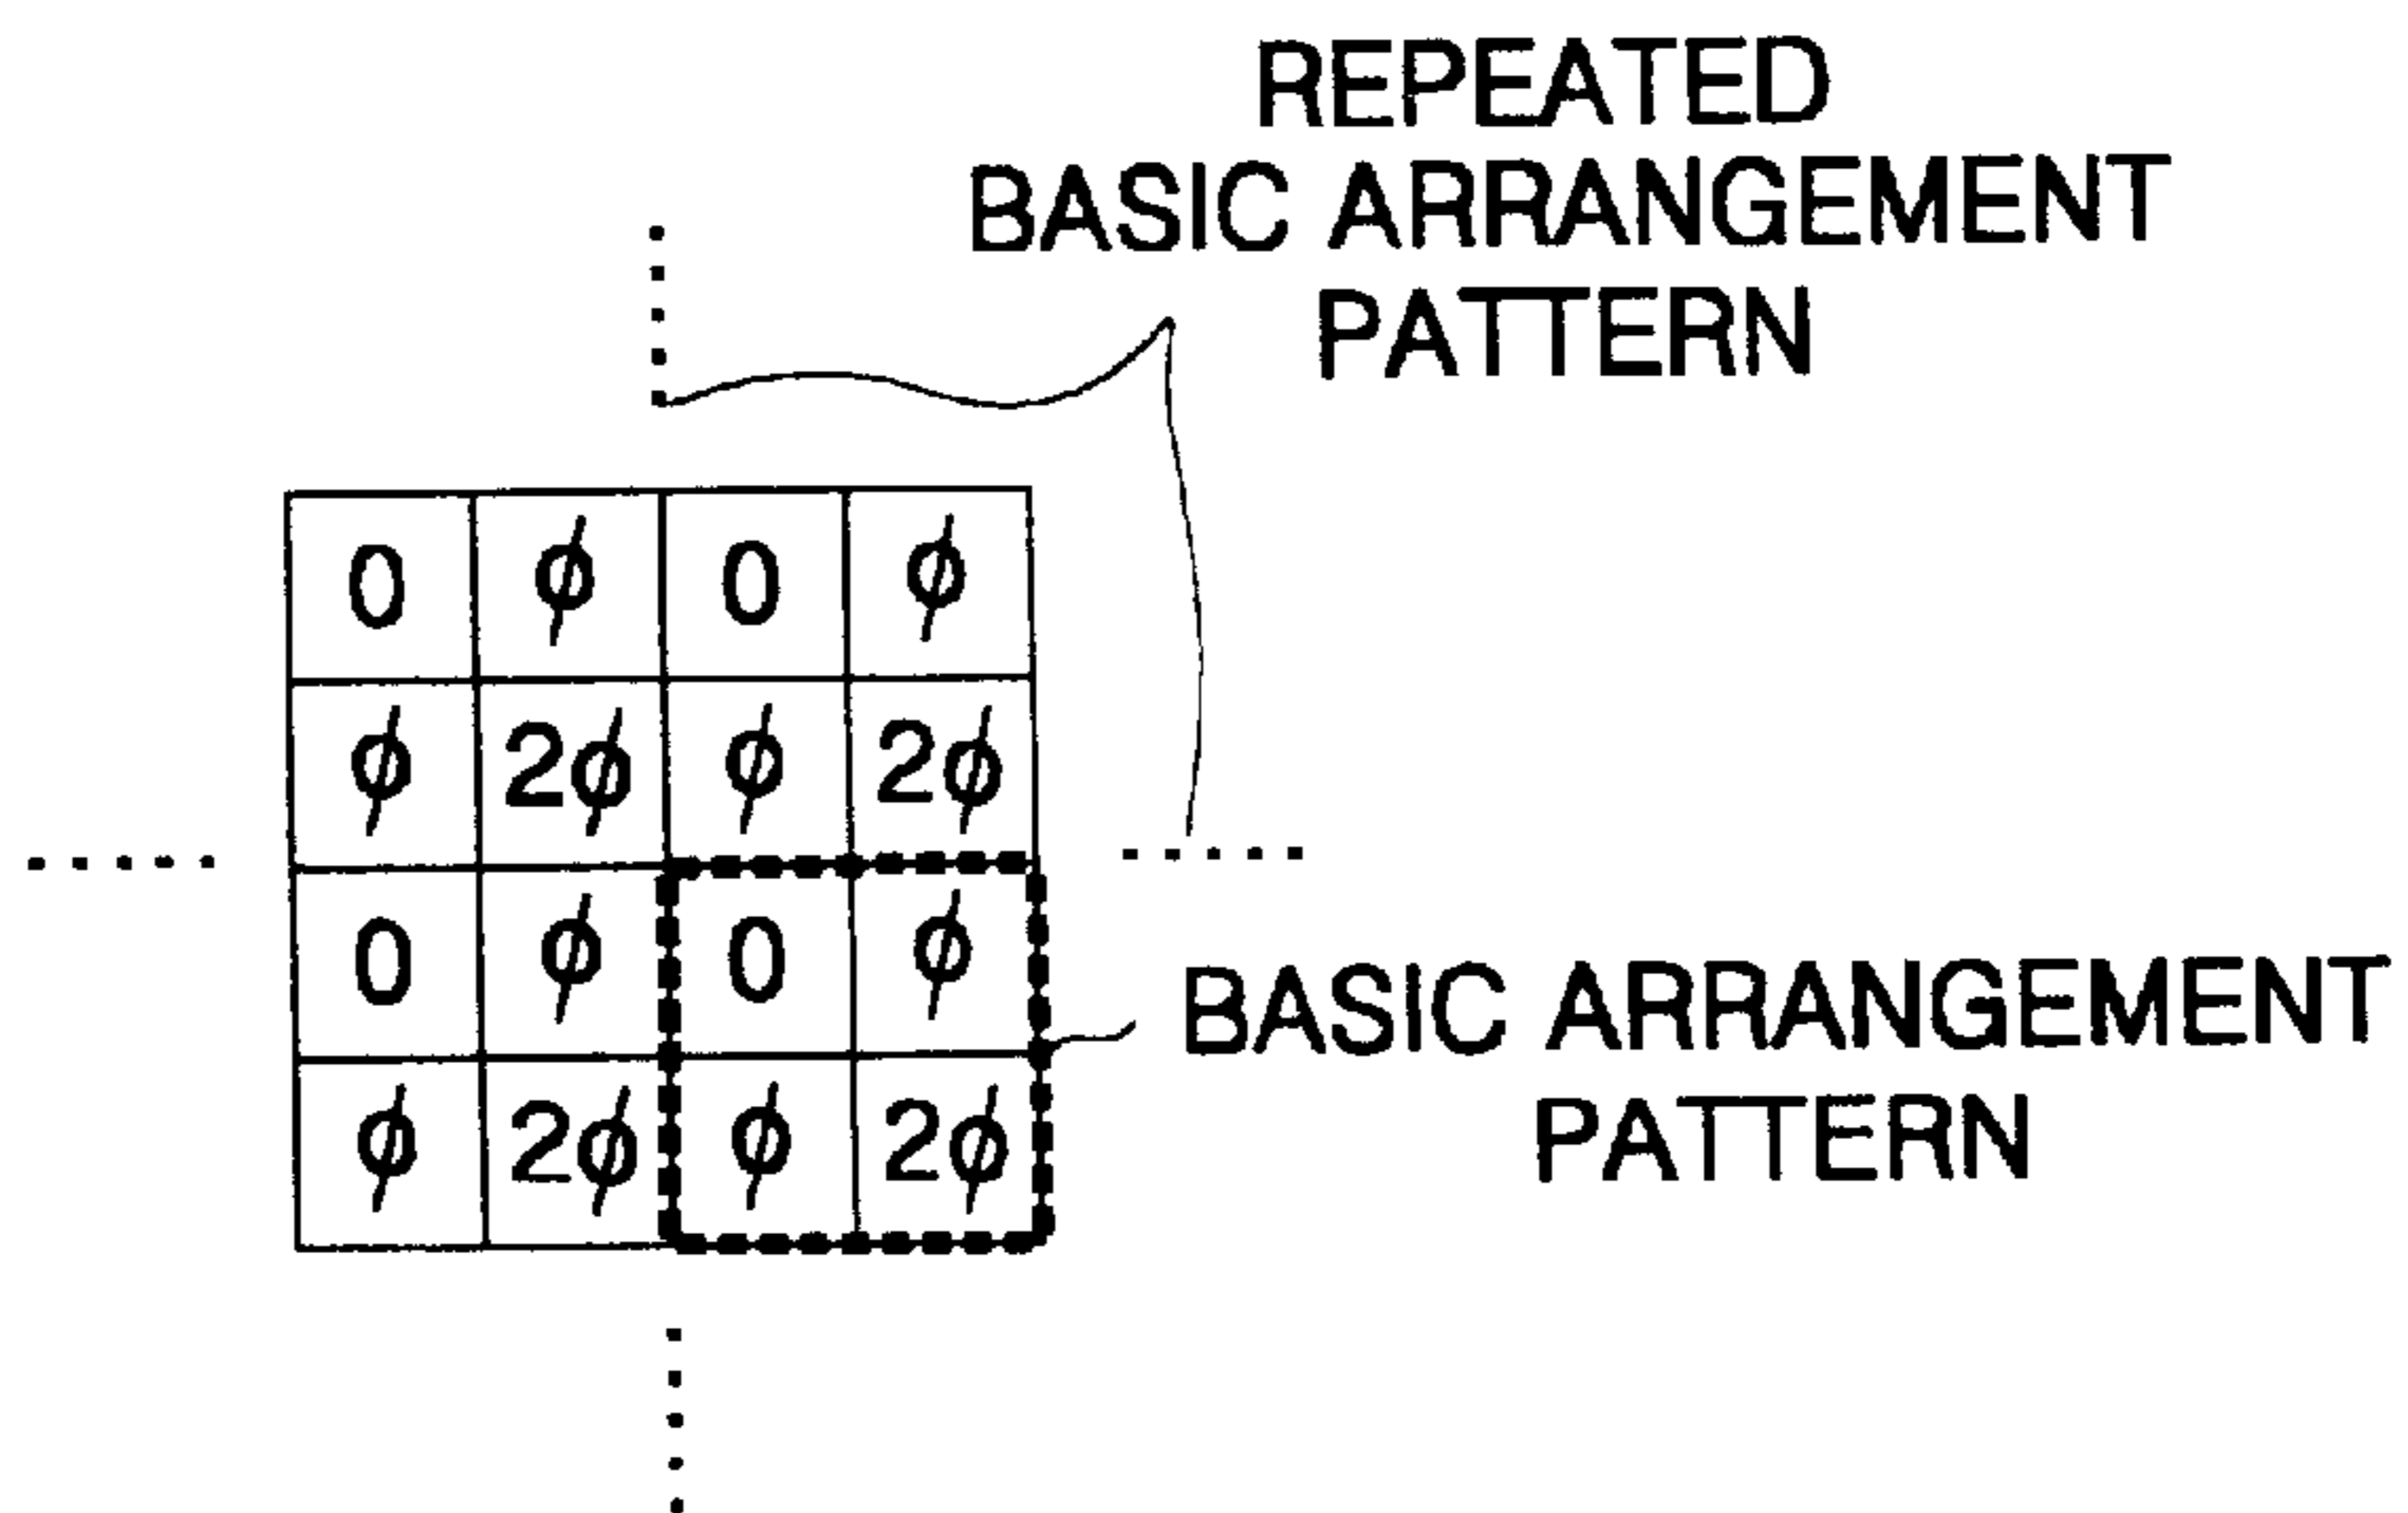 REPEATED
BASIC ARRANGEMENT
PATTERN
0 ϕ 0 ϕ
ϕ 2ϕ ϕ 2ϕ
0 ϕ 0 ϕ
ϕ 2ϕ ϕ 2ϕ
BASIC ARRANGEMENT
PATTERN